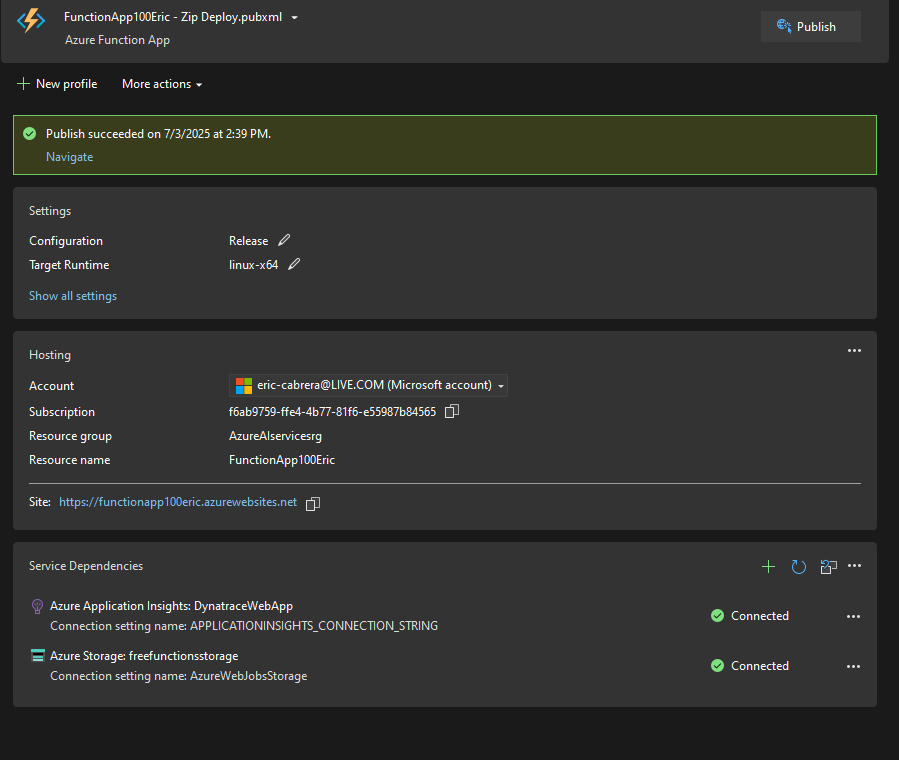 FunctionApp100Eric - Zip Deploy.pubxml
Azure Function App
Publish
New profile
More actions
Publish succeeded on 7/3/2025 at 2:39 PM.
Navigate
Settings
Configuration Release
Target Runtime linux-x64
Show all settings
Hosting
Account eric-cabrera@LIVE.COM (Microsoft account)
Subscription f6ab9759-ffe4-4b77-81f6-e55987b84565
Resource group AzureAIservicesrg
Resource name FunctionApp100Eric
Site: https://functionapp100eric.azurewebsites.net
Service Dependencies
Azure Application Insights: DynatraceWebApp
Connection setting name: APPLICATIONINSIGHTS_CONNECTION_STRING
Connected
Azure Storage: freefunctionsstorage
Connection setting name: AzureWebJobsStorage
Connected